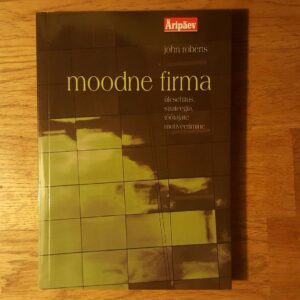 Äripäev
john roberts
moodne firma
ülesehitus,
strateegia,
töötajate
motiveerimine